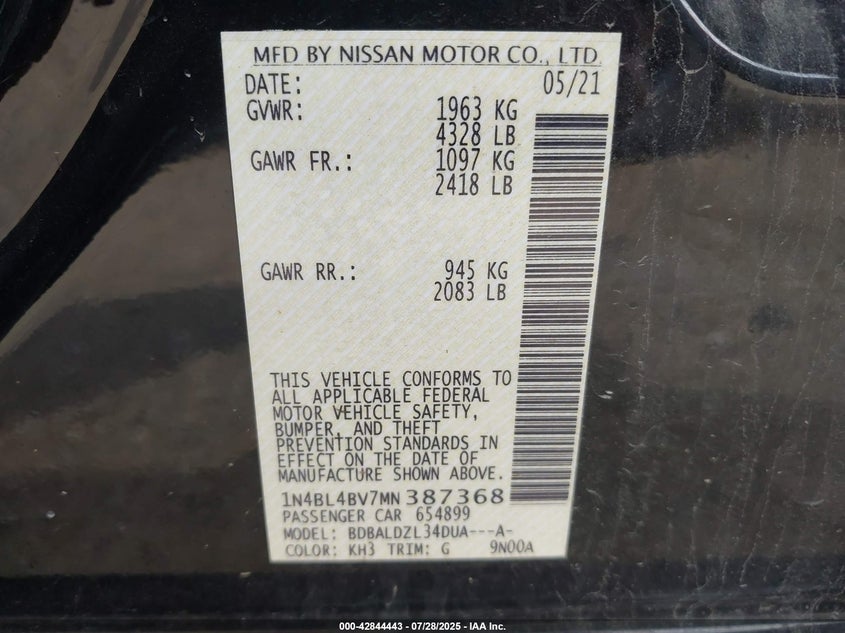 MFD BY NISSAN MOTOR CO., LTD.
DATE: 05/21
GVWR: 1963 KG
4328 LB
GAWR FR.: 1097 KG
2418 LB
GAWR RR.: 945 KG
2083 LB
THIS VEHICLE CONFORMS TO
ALL APPLICABLE FEDERAL
MOTOR VEHICLE SAFETY,
BUMPER, AND THEFT
PREVENTION STANDARDS IN
EFFECT ON THE DATE OF
MANUFACTURE SHOWN ABOVE.
1N4BL4BV7MN387368
PASSENGER CAR 654899
MODEL: BDBALDZL34DUA---A-
COLOR: KH3 TRIM: G 9N00A
000-42844443 - 07/28/2025 - IAA Inc.